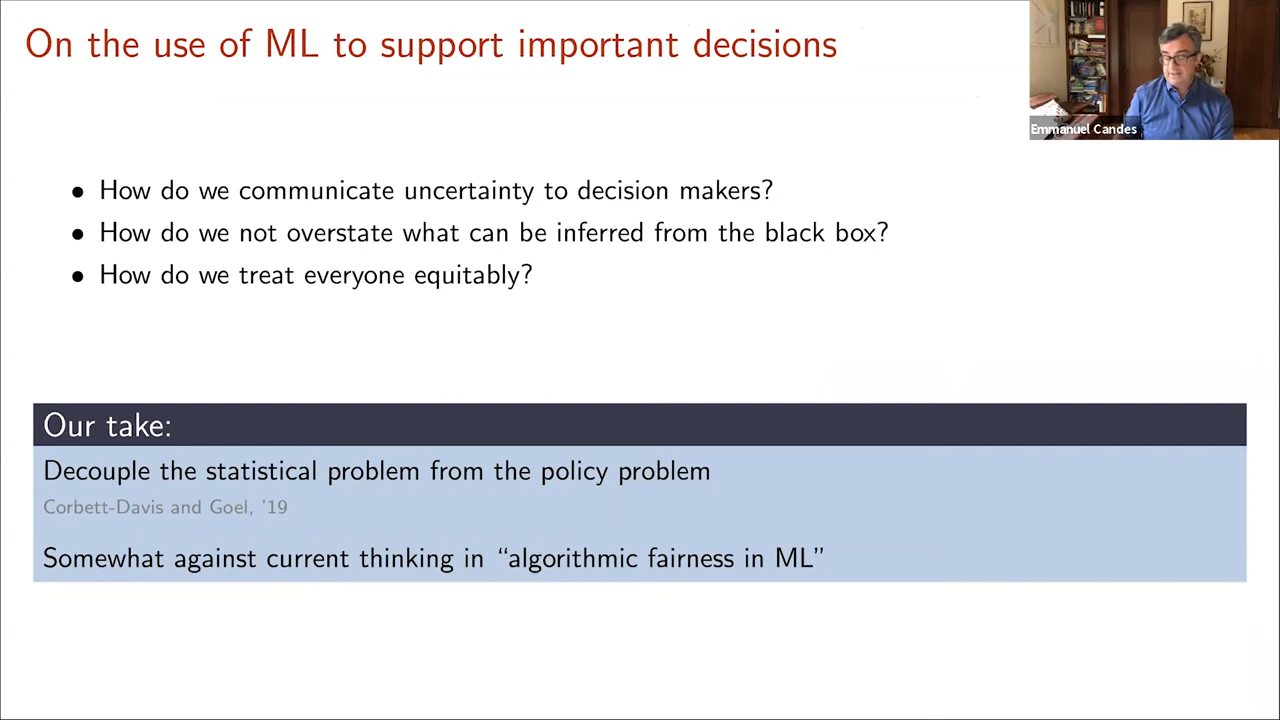 On the use of ML to support important decisions
Emmanuel Candes
• How do we communicate uncertainty to decision makers?
• How do we not overstate what can be inferred from the black box?
• How do we treat everyone equitably?
Our take:
Decouple the statistical problem from the policy problem
Corbett-Davis and Goel, '19
Somewhat against current thinking in “algorithmic fairness in ML”